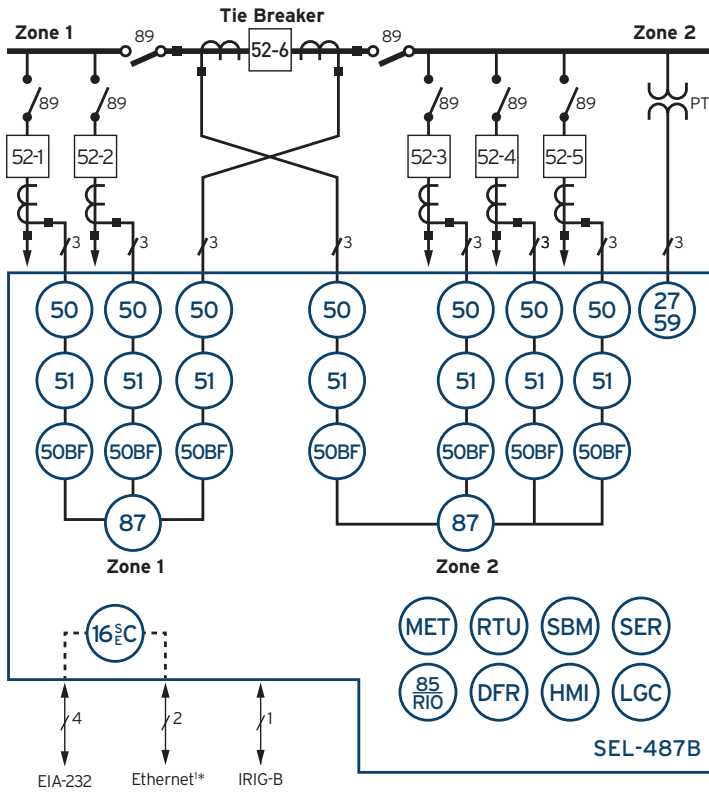 Tie Breaker
Zone 1
89
52-6
89
Zone 2
89
89
89
89
89
PT
52-1
52-2
52-3
52-4
52-5
3
3
3
3
3
3
3
3
50
50
50
50
50
50
50
27
59
51
51
51
51
51
51
51
50BF
50BF
50BF
50BF
50BF
50BF
50BF
87
87
Zone 1
Zone 2
16 SEC
MET
RTU
SBM
SER
85
RIO
DFR
HMI
LGC
4
2
1
SEL-487B
EIA-232
Ethernet¹*
IRIG-B